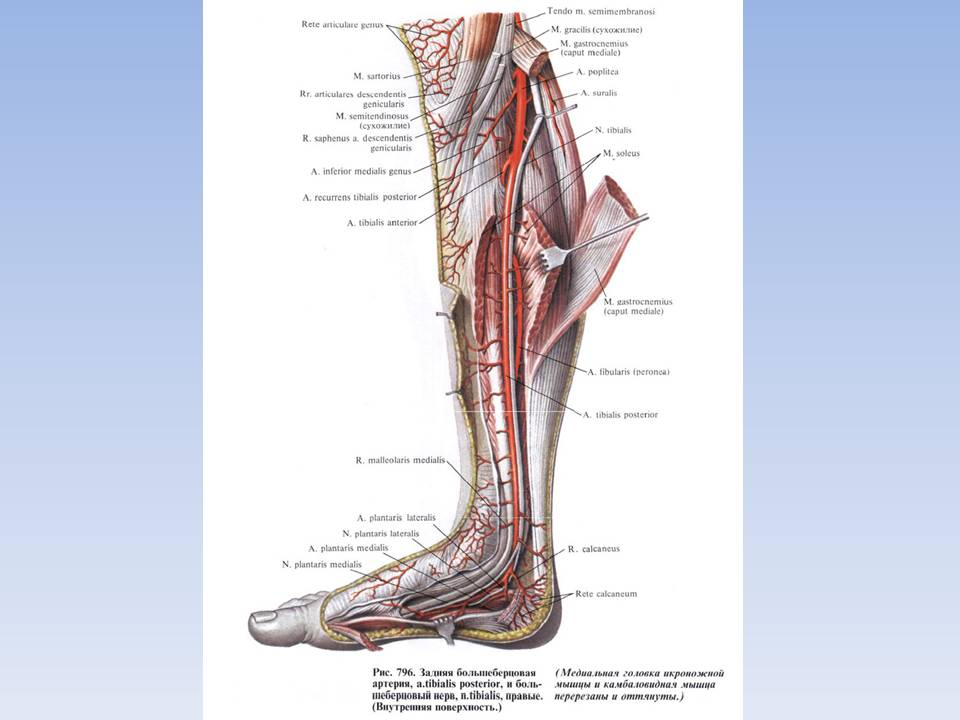 Rete articulare genus
M. sartorius
Rr. articulares descendentis
genicularis
M. semitendinosus
(сухожилие)
R. saphenus a. descendentis
genicularis
A. inferior medialis genus
A. recurrens tibialis posterior
A. tibialis anterior
R. malleolaris medialis
A. plantaris lateralis
N. plantaris lateralis
A. plantaris medialis
N. plantaris medialis
Tendo m. semimembranosi
M. gracilis (сухожилие)
M. gastrocnemius
(caput mediale)
A. poplitea
A. suralis
N. tibialis
M. soleus
M. gastrocnemius
(caput mediale)
A. fibularis (peronea)
A. tibialis posterior
R. calcaneus
Rete calcaneum
Рис. 796. Задняя большеберцовая
артерия, a.tibialis posterior, и боль-
шеберцовый нерв, n.tibialis, правые.
(Внутренняя поверхность.)
(Медиальная головка икроножной
мышцы и камбаловидная мышца
перерезаны и оттянуты.)